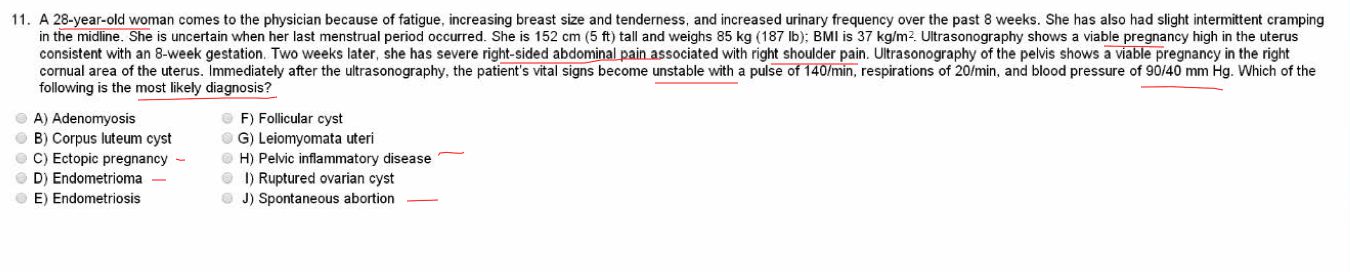 11. A 28-year-old woman comes to the physician because of fatigue, increasing breast size and tenderness, and increased urinary frequency over the past 8 weeks. She has also had slight intermittent cramping
in the midline. She is uncertain when her last menstrual period occurred. She is 152 cm (5 ft) tall and weighs 85 kg (187 lb); BMI is 37 kg/m². Ultrasonography shows a viable pregnancy high in the uterus
consistent with an 8-week gestation. Two weeks later, she has severe right-sided abdominal pain associated with right shoulder pain. Ultrasonography of the pelvis shows a viable pregnancy in the right
cornual area of the uterus. Immediately after the ultrasonography, the patient's vital signs become unstable with a pulse of 140/min, respirations of 20/min, and blood pressure of 90/40 mm Hg. Which of the
following is the most likely diagnosis?
A) Adenomyosis
B) Corpus luteum cyst
C) Ectopic pregnancy
D) Endometrioma
E) Endometriosis
F) Follicular cyst
G) Leiomyomata uteri
H) Pelvic inflammatory disease
I) Ruptured ovarian cyst
J) Spontaneous abortion